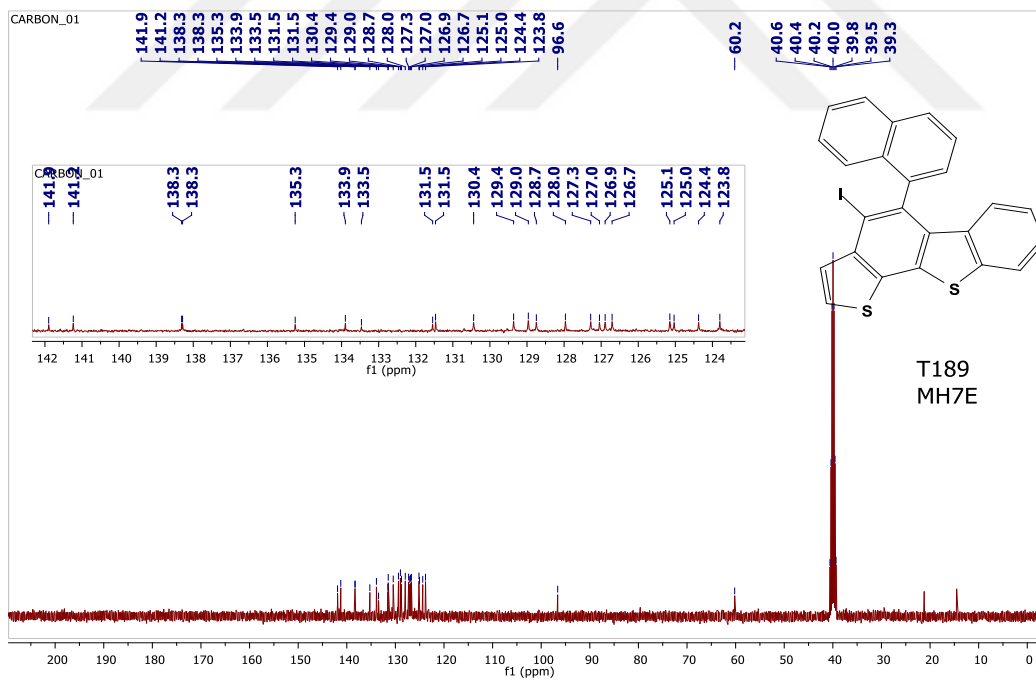 CARBON_01
141.9 141.2 138.3 138.3 135.3 133.9 133.5 131.5 131.5 130.4 129.4 129.0 128.7 128.0 127.3 127.0 126.9 126.7 125.1 125.0 124.4 123.8 96.6 60.2 40.6 40.4 40.2 40.0 39.8 39.5 39.3
CARBON_01
141.9 141.2 138.3 138.3 135.3 133.9 133.5 131.5 131.5 130.4 129.4 129.0 128.7 128.0 127.3 127.0 126.9 126.7 125.1 125.0 124.4 123.8
I
S
S
142 141 140 139 138 137 136 135 134 133 132 131 130 129 128 127 126 125 124
f1 (ppm)
T189
MH7E
200 190 180 170 160 150 140 130 120 110 100 90 80 70 60 50 40 30 20 10 0
f1 (ppm)